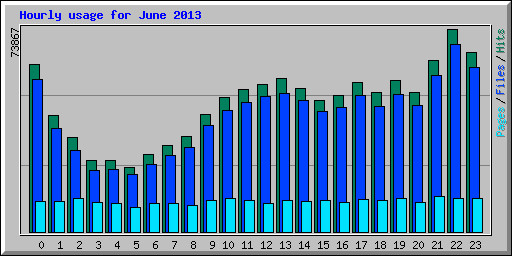 Hourly usage for June 2013
73867
Pages/Files/Hits
0 1 2 3 4 5 6 7 8 9 10 11 12 13 14 15 16 17 18 19 20 21 22 23